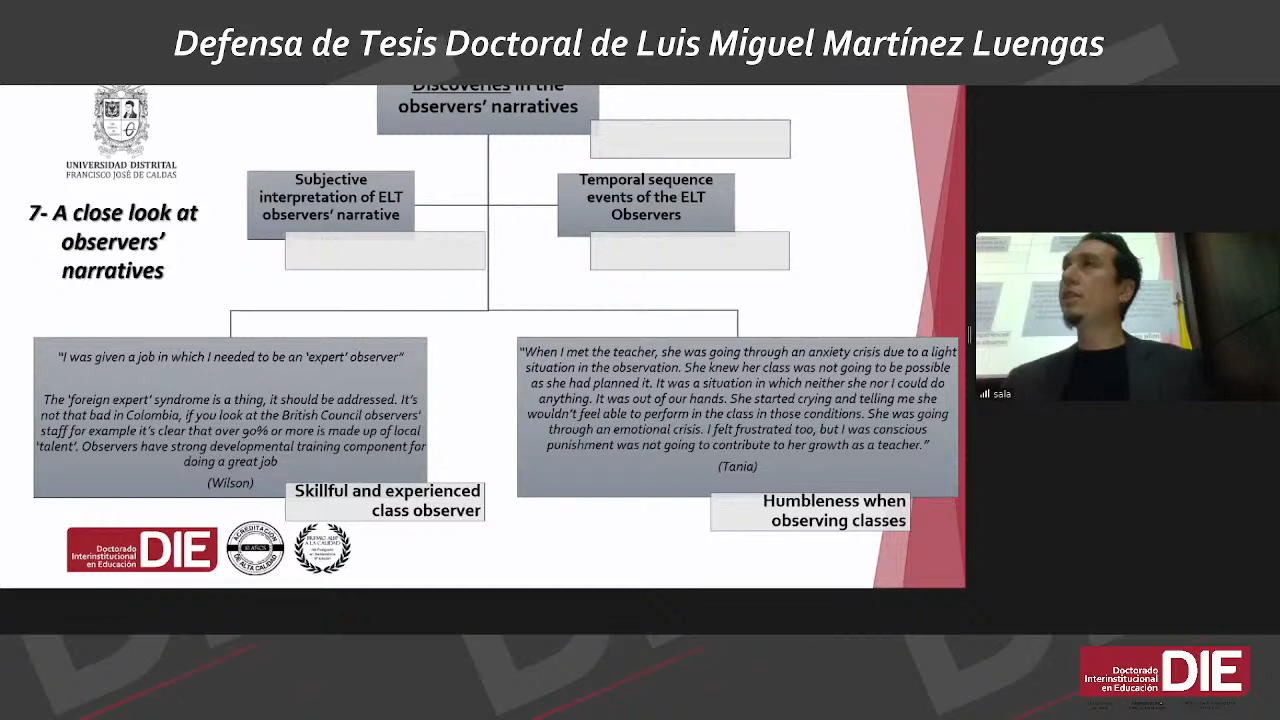 Defensa de Tesis Doctoral de Luis Miguel Martínez Luengas
Discoveries in the
observers' narratives
UNIVERSIDAD DISTRITAL
FRANCISCO JOSÉ DE CALDAS
7- A close look at
observers'
narratives
Subjective
interpretation of ELT
observers' narrative
Temporal sequence
events of the ELT
Observers
"I was given a job in which I needed to be an 'expert' observer"
The 'foreign expert' syndrome is a thing, it should be addressed. It's
not that bad in Colombia, if you look at the British Council observers'
staff for example it's clear that over 90% or more is made up of local
'talent'. Observers have strong developmental training component for
doing a great job
(Wilson)
Skillful and experienced
class observer
"When I met the teacher, she was going through an anxiety crisis due to a light
situation in the observation. She knew her class was not going to be possible
as she had planned it. It was a situation in which neither she nor I could do
anything. It was out of our hands. She started crying and telling me she
wouldn't feel able to perform in the class in those conditions. She was going
through an emotional crisis. I felt frustrated too, but I was conscious
punishment was not going to contribute to her growth as a teacher."
(Tania)
Humbleness when
observing classes
sala
Doctorado
Interinstitucional
en Educación
DIE
ACREDITACIÓN
10 AÑOS
DE ALTA CALIDAD
Doctorado
Interinstitucional
en Educación
DIE